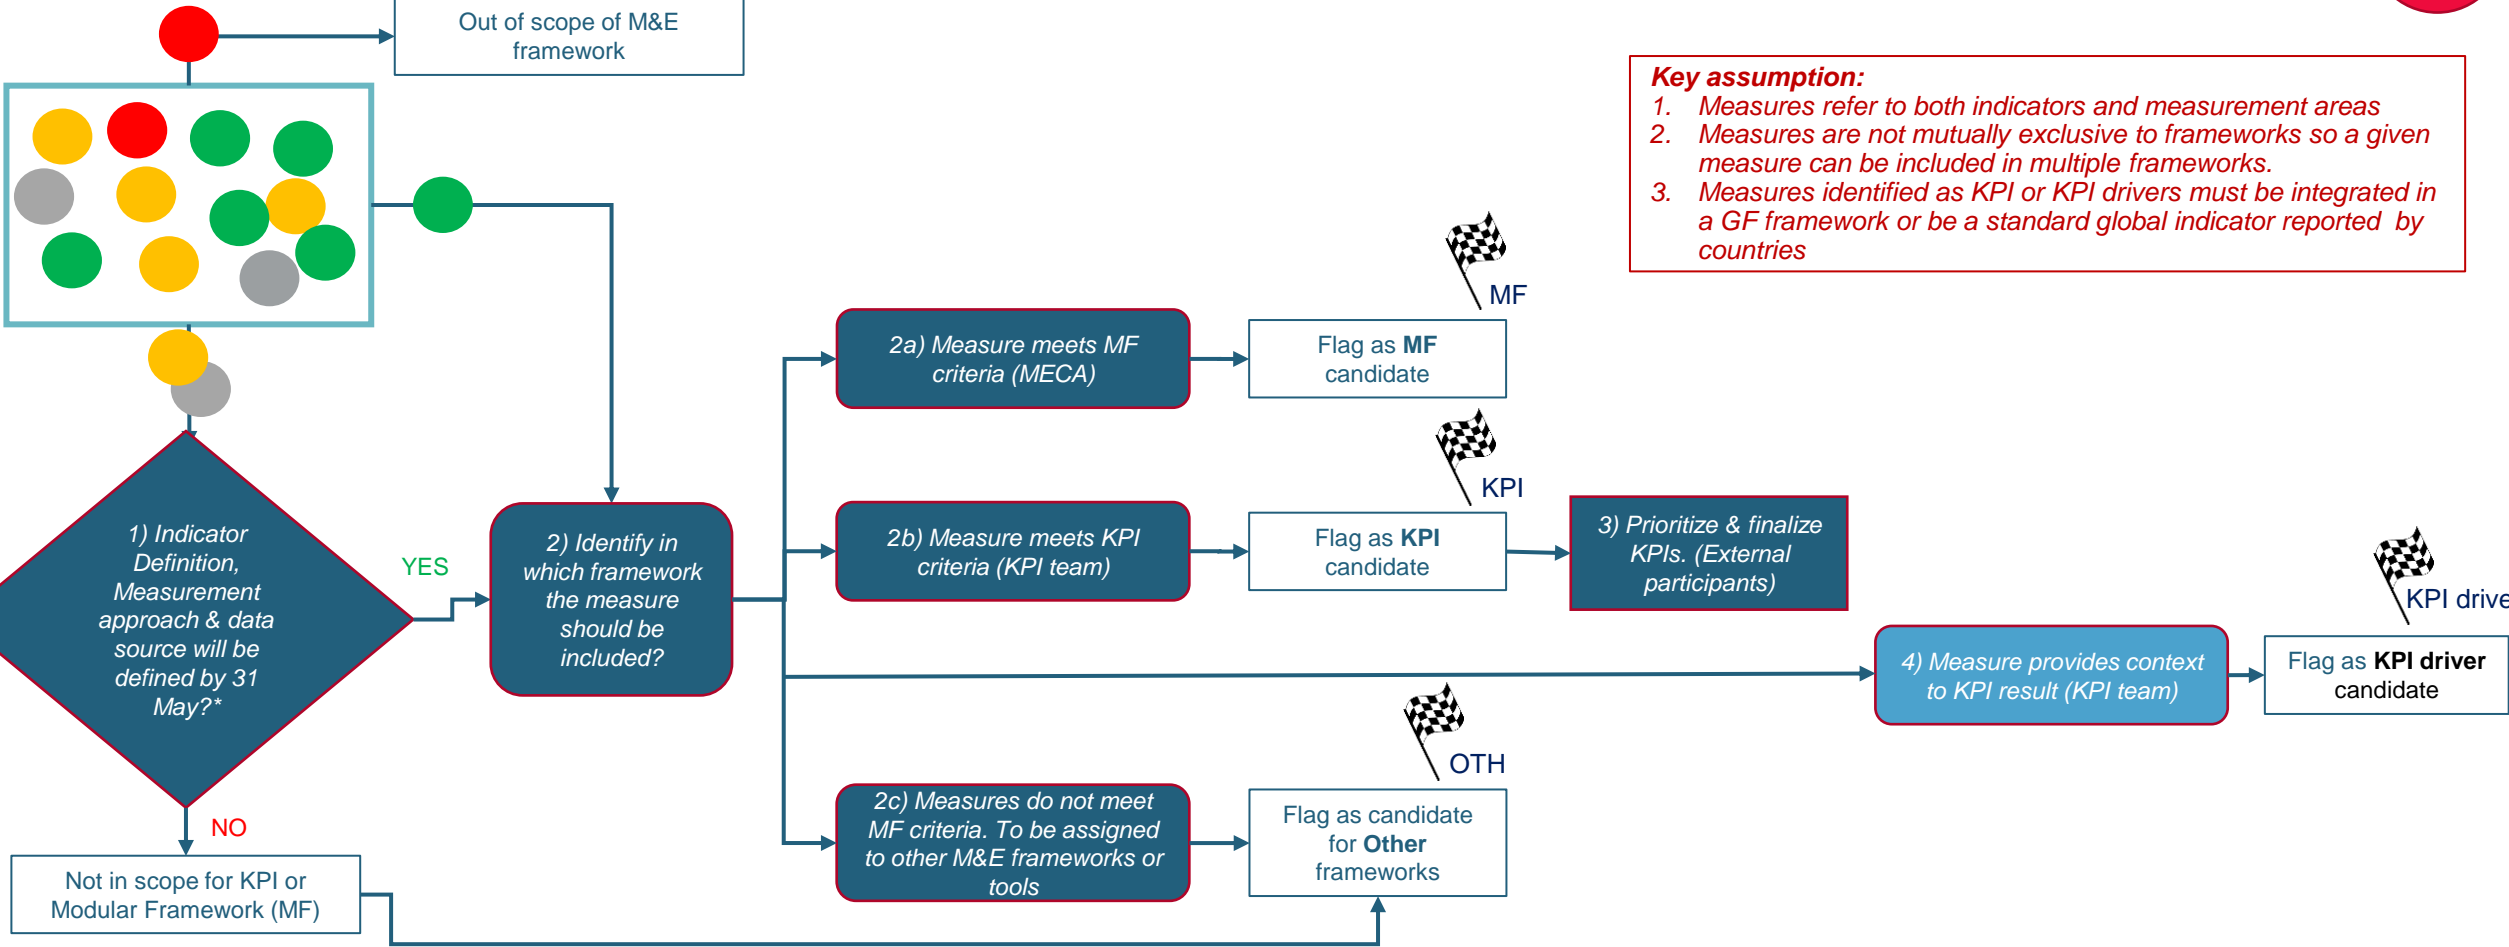 Out of scope of M&E
framework
Key assumption:
1. Measures refer to both indicators and measurement areas
2. Measures are not mutually exclusive to frameworks so a given
measure can be included in multiple frameworks.
3. Measures identified as KPI or KPI drivers must be integrated in
a GF framework or be a standard global indicator reported by
countries
MF
2a) Measure meets MF
criteria (MECA)
Flag as MF
candidate
KPI
1) Indicator
Definition,
Measurement
approach & data
source will be
defined by 31
May?*
YES
2) Identify in
which framework
the measure
should be
included?
2b) Measure meets KPI
criteria (KPI team)
Flag as KPI
candidate
3) Prioritize & finalize
KPIs. (External
participants)
KPI drive
4) Measure provides context
to KPI result (KPI team)
Flag as KPI driver
candidate
OTH
2c) Measures do not meet
MF criteria. To be assigned
to other M&E frameworks or
tools
Flag as candidate
for Other
frameworks
NO
Not in scope for KPI or
Modular Framework (MF)